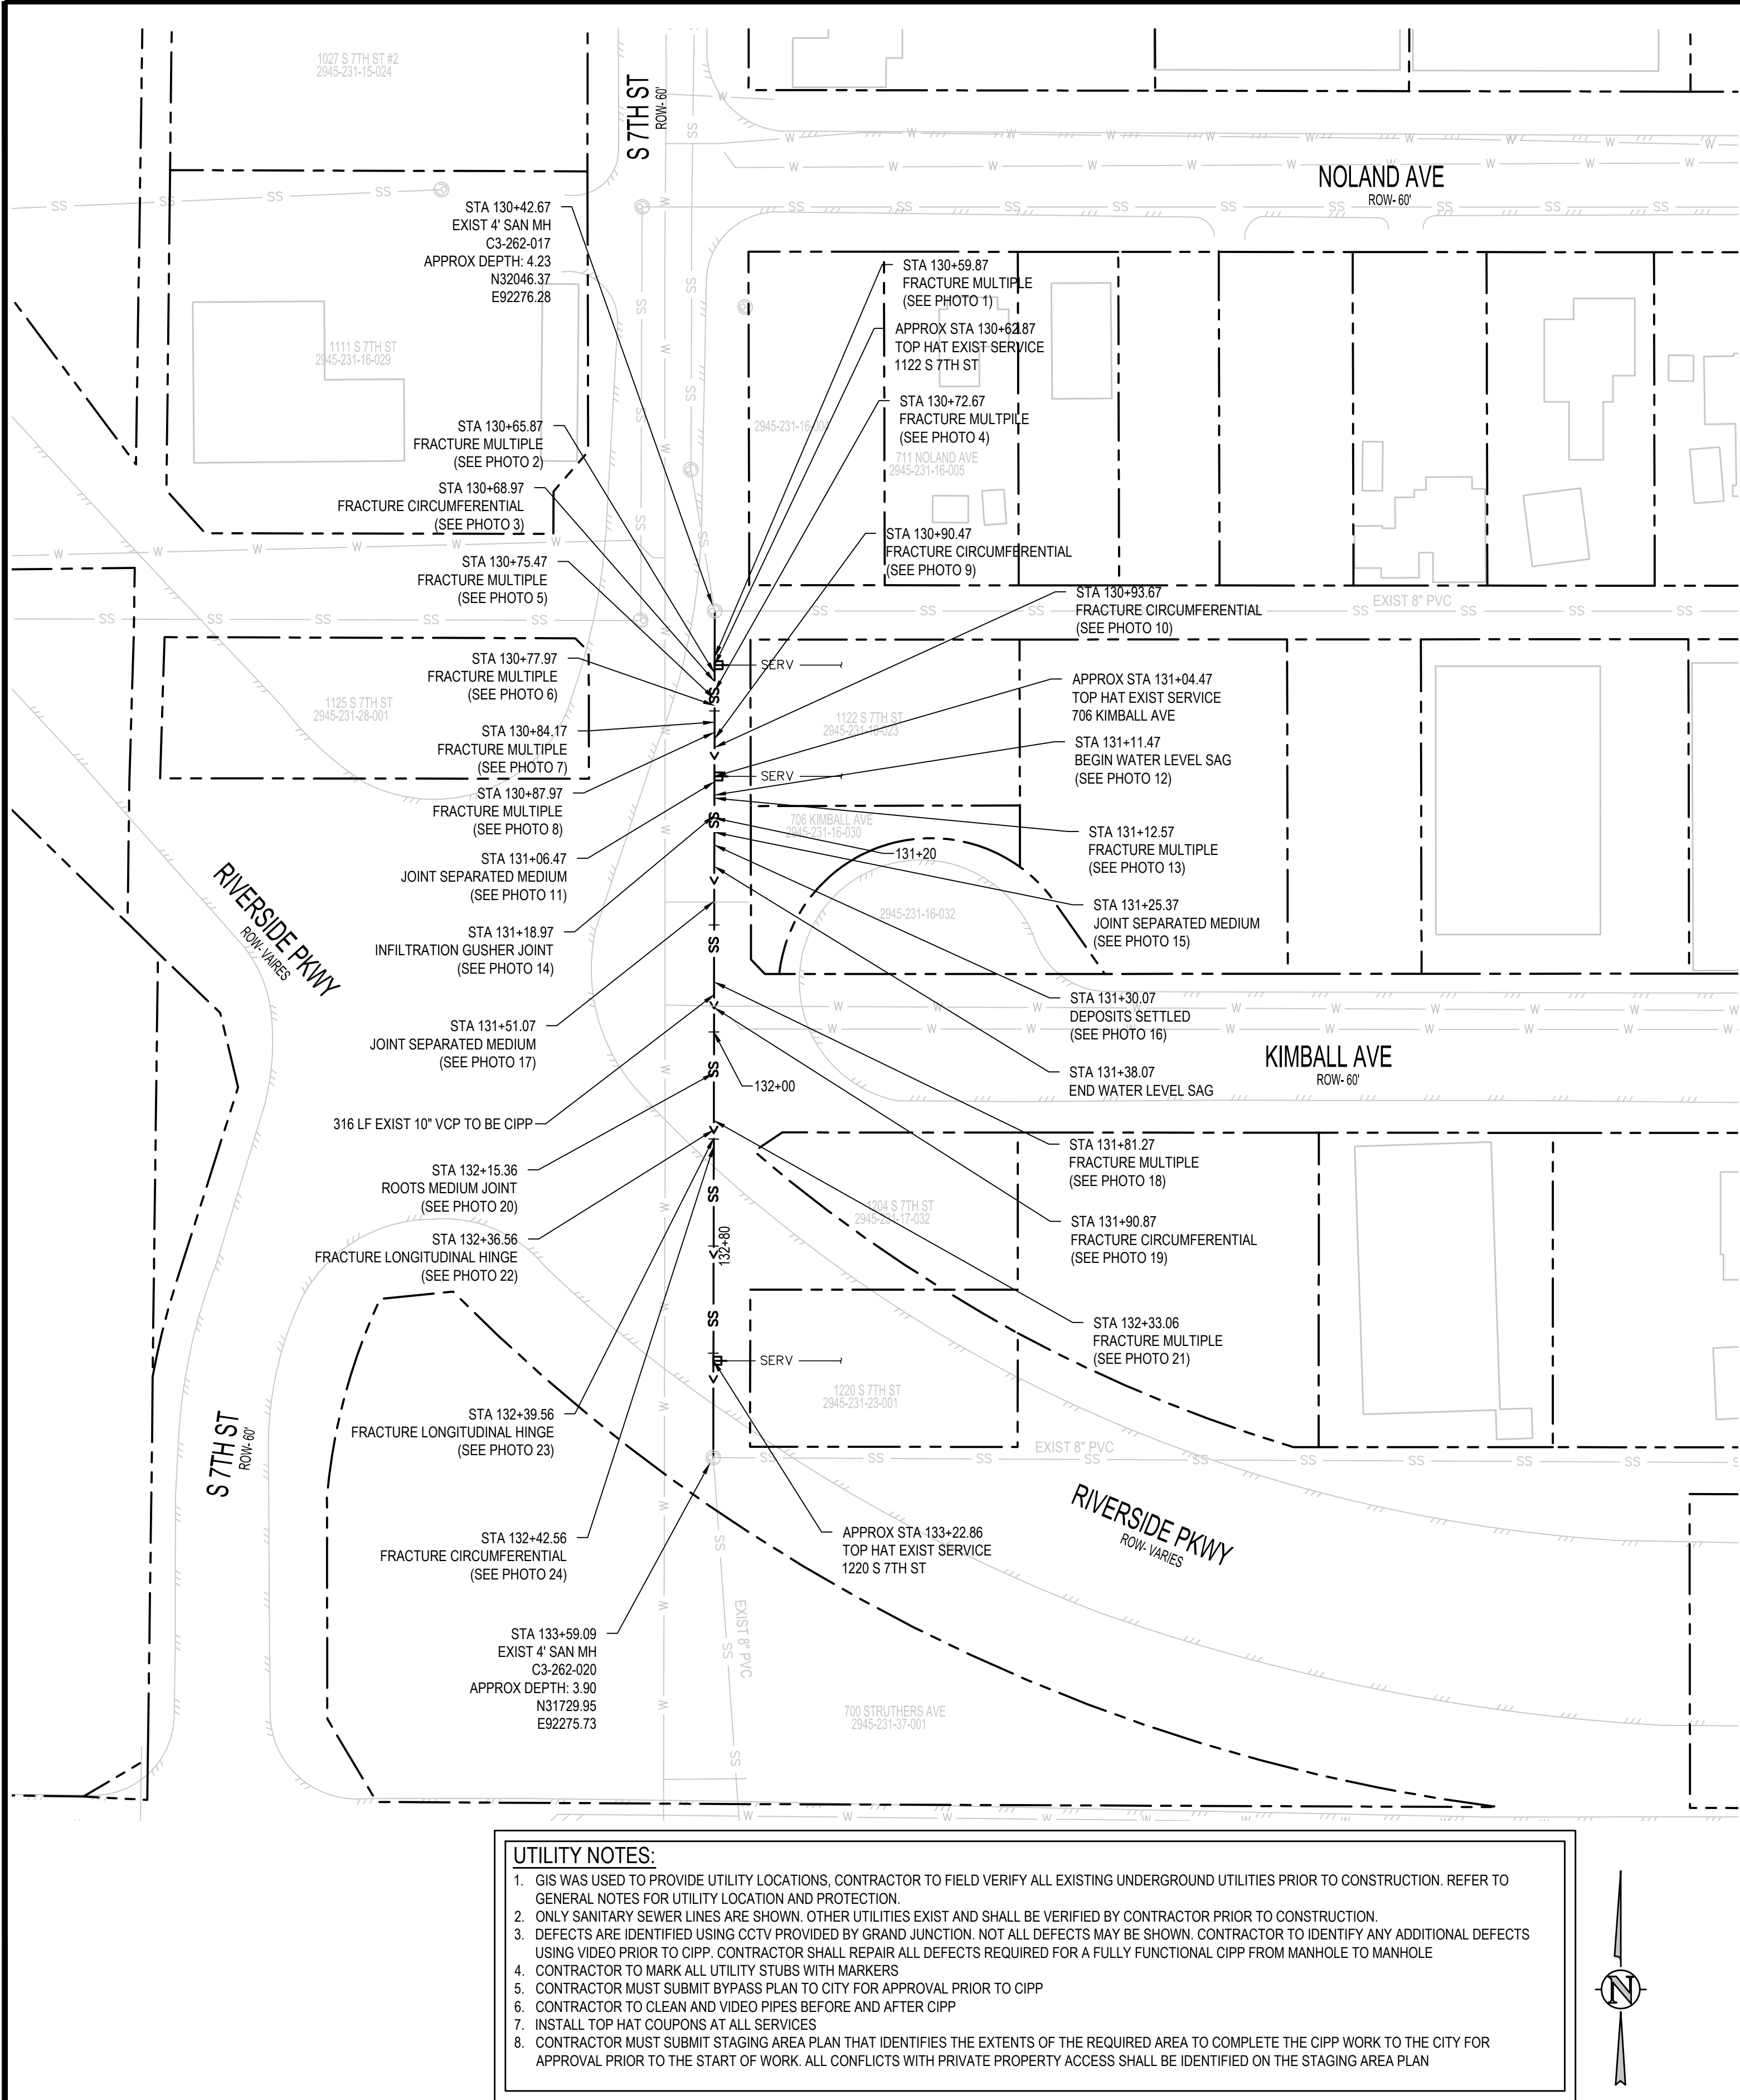 1027 S 7TH ST #2
2945-231-15-024
S 7TH ST
ROW- 60'
NOLAND AVE
ROW- 60'
STA 130+42.67
EXIST 4' SAN MH
C3-262-017
APPROX DEPTH: 4.23
N32046.37
E92276.28
STA 130+59.87
FRACTURE MULTIPLE
(SEE PHOTO 1)
APPROX STA 130+62.87
TOP HAT EXIST SERVICE
1122 S 7TH ST
1111 S 7TH ST
2945-231-16-029
STA 130+72.67
FRACTURE MULTPILE
(SEE PHOTO 4)
2945-231-16-004
711 NOLAND AVE
2945-231-16-005
STA 130+65.87
FRACTURE MULTIPLE
(SEE PHOTO 2)
STA 130+68.97
FRACTURE CIRCUMFERENTIAL
(SEE PHOTO 3)
STA 130+90.47
FRACTURE CIRCUMFERENTIAL
(SEE PHOTO 9)
STA 130+75.47
FRACTURE MULTIPLE
(SEE PHOTO 5)
STA 130+93.67
FRACTURE CIRCUMFERENTIAL
(SEE PHOTO 10)
EXIST 8" PVC
STA 130+77.97
FRACTURE MULTIPLE
(SEE PHOTO 6)
SERV
1125 S 7TH ST
2945-231-28-001
APPROX STA 131+04.47
TOP HAT EXIST SERVICE
706 KIMBALL AVE
1122 S 7TH ST
2945-231-16-023
STA 130+84.17
FRACTURE MULTIPLE
(SEE PHOTO 7)
STA 131+11.47
BEGIN WATER LEVEL SAG
(SEE PHOTO 12)
SERV
STA 130+87.97
FRACTURE MULTIPLE
(SEE PHOTO 8)
706 KIMBALL AVE
2945-231-16-030
STA 131+12.57
FRACTURE MULTIPLE
(SEE PHOTO 13)
131+20
STA 131+06.47
JOINT SEPARATED MEDIUM
(SEE PHOTO 11)
STA 131+25.37
JOINT SEPARATED MEDIUM
(SEE PHOTO 15)
2945-231-16-032
RIVERSIDE PKWY
ROW- VAIRES
STA 131+18.97
INFILTRATION GUSHER JOINT
(SEE PHOTO 14)
STA 131+30.07
DEPOSITS SETTLED
(SEE PHOTO 16)
STA 131+51.07
JOINT SEPARATED MEDIUM
(SEE PHOTO 17)
KIMBALL AVE
ROW- 60'
STA 131+38.07
END WATER LEVEL SAG
132+00
316 LF EXIST 10" VCP TO BE CIPP
STA 131+81.27
FRACTURE MULTIPLE
(SEE PHOTO 18)
STA 132+15.36
ROOTS MEDIUM JOINT
(SEE PHOTO 20)
1204 S 7TH ST
2945-231-17-032
STA 131+90.87
FRACTURE CIRCUMFERENTIAL
(SEE PHOTO 19)
STA 132+36.56
FRACTURE LONGITUDINAL HINGE
(SEE PHOTO 22)
132+80
STA 132+33.06
FRACTURE MULTIPLE
(SEE PHOTO 21)
SERV
1220 S 7TH ST
2945-231-23-001
STA 132+39.56
FRACTURE LONGITUDINAL HINGE
(SEE PHOTO 23)
S 7TH ST
ROW- 60'
EXIST 8" PVC
RIVERSIDE PKWY
ROW- VARIES
STA 132+42.56
FRACTURE CIRCUMFERENTIAL
(SEE PHOTO 24)
APPROX STA 133+22.86
TOP HAT EXIST SERVICE
1220 S 7TH ST
EXIST 8" PVC
STA 133+59.09
EXIST 4' SAN MH
C3-262-020
APPROX DEPTH: 3.90
N31729.95
E92275.73
700 STRUTHERS AVE
2945-231-37-001
UTILITY NOTES:
1. GIS WAS USED TO PROVIDE UTILITY LOCATIONS, CONTRACTOR TO FIELD VERIFY ALL EXISTING UNDERGROUND UTILITIES PRIOR TO CONSTRUCTION. REFER TO
GENERAL NOTES FOR UTILITY LOCATION AND PROTECTION.
2. ONLY SANITARY SEWER LINES ARE SHOWN. OTHER UTILITIES EXIST AND SHALL BE VERIFIED BY CONTRACTOR PRIOR TO CONSTRUCTION.
3. DEFECTS ARE IDENTIFIED USING CCTV PROVIDED BY GRAND JUNCTION. NOT ALL DEFECTS MAY BE SHOWN. CONTRACTOR TO IDENTIFY ANY ADDITIONAL DEFECTS
USING VIDEO PRIOR TO CIPP. CONTRACTOR SHALL REPAIR ALL DEFECTS REQUIRED FOR A FULLY FUNCTIONAL CIPP FROM MANHOLE TO MANHOLE
4. CONTRACTOR TO MARK ALL UTILITY STUBS WITH MARKERS
5. CONTRACTOR MUST SUBMIT BYPASS PLAN TO CITY FOR APPROVAL PRIOR TO CIPP
6. CONTRACTOR TO CLEAN AND VIDEO PIPES BEFORE AND AFTER CIPP
7. INSTALL TOP HAT COUPONS AT ALL SERVICES
8. CONTRACTOR MUST SUBMIT STAGING AREA PLAN THAT IDENTIFIES THE EXTENTS OF THE REQUIRED AREA TO COMPLETE THE CIPP WORK TO THE CITY FOR
APPROVAL PRIOR TO THE START OF WORK. ALL CONFLICTS WITH PRIVATE PROPERTY ACCESS SHALL BE IDENTIFIED ON THE STAGING AREA PLAN
N